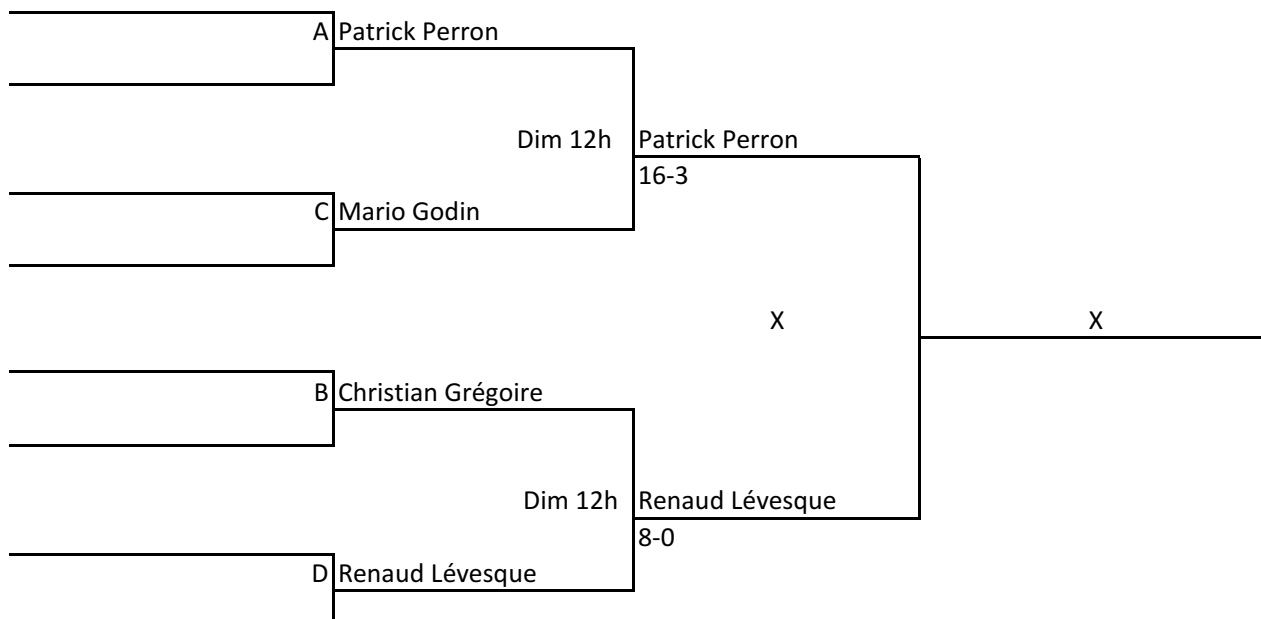 A Patrick Perron
Dim 12h Patrick Perron
16-3
C Mario Godin
X X
B Christian Grégoire
Dim 12h Renaud Lévesque
8-0
D Renaud Lévesque